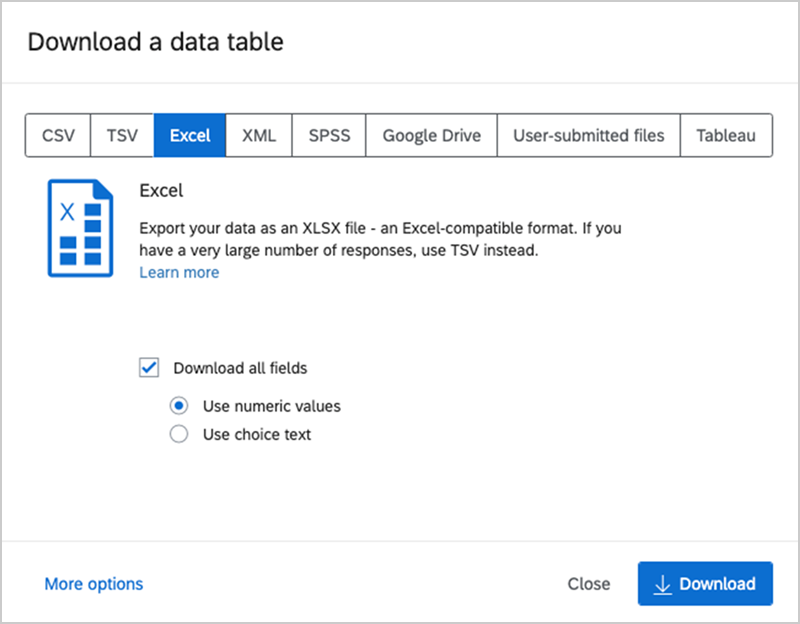 Download a data table
CSV TSV Excel XML SPSS Google Drive User-submitted files Tableau
Excel
X
Export your data as an XLSX file - an Excel-compatible format. If you
have a very large number of responses, use TSV instead.
Learn more
Download all fields
Use numeric values
Use choice text
More options Close Download